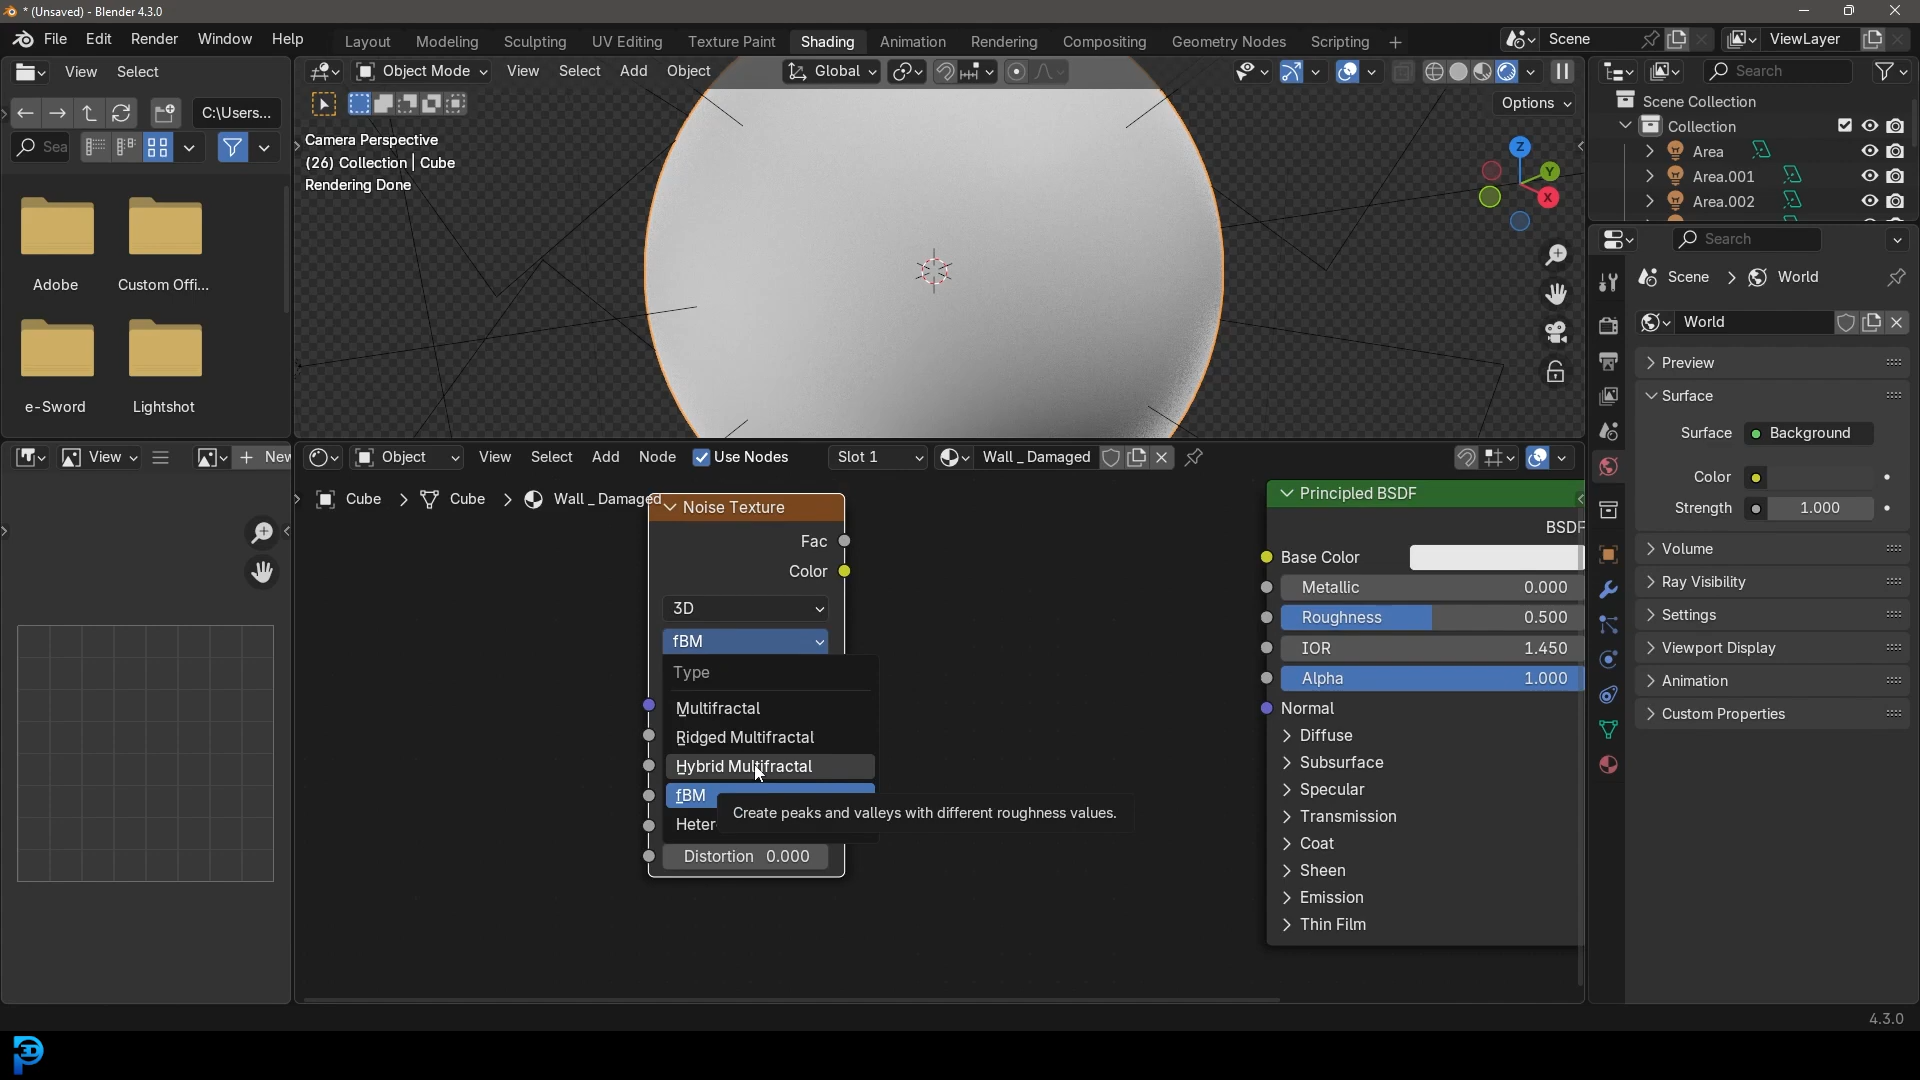 * (Unsaved) - Blender 4.3.0
File Edit Render Window Help
Layout Modeling Sculpting UV Editing Texture Paint Shading Animation Rendering Compositing Geometry Nodes Scripting +
Scene
ViewLayer
View Select
Object Mode View Select Add Object
Global
Search
C:\Users...
Options
Sea
Camera Perspective
(26) Collection | Cube
Rendering Done
Z
Y
X
Scene Collection
Collection
Area
Area.001
Area.002
Adobe
Custom Offi...
e-Sword
Lightshot
Search
Scene > World
World
Preview
Surface
Surface Background
Color
Strength 1.000
Volume
Ray Visibility
Settings
Viewport Display
Animation
Custom Properties
View
+ New
Object View Select Add Node Use Nodes Slot 1 Wall _ Damaged
Cube > Cube > Wall _ Damaged
Noise Texture
Fac
Color
3D
fBM
Type
Multifractal
Ridged Multifractal
Hybrid Multifractal
fBM
Create peaks and valleys with different roughness values.
Heter
Distortion 0.000
Principled BSDF
BSDF
Base Color
Metallic 0.000
Roughness 0.500
IOR 1.450
Alpha 1.000
Normal
Diffuse
Subsurface
Specular
Transmission
Coat
Sheen
Emission
Thin Film
4.3.0